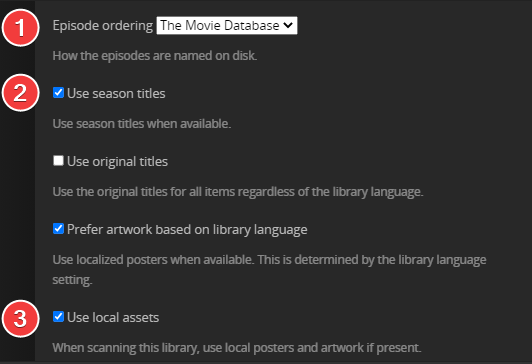 1 Episode ordering The Movie Database
How the episodes are named on disk.
2 Use season titles
Use season titles when available.
Use original titles
Use the original titles for all items regardless of the library language.
Prefer artwork based on library language
Use localized posters when available. This is determined by the library language
setting.
3 Use local assets
When scanning this library, use local posters and artwork if present.